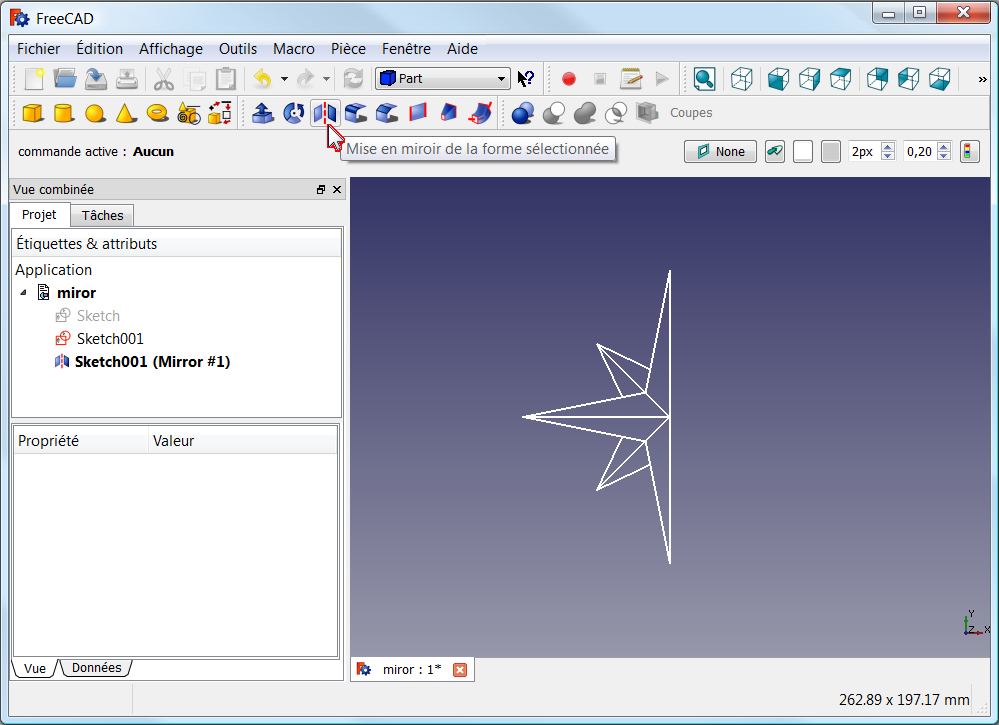 FreeCAD
Fichier Édition Affichage Outils Macro Pièce Fenêtre Aide
Part
»
Coupes
commande active : Aucun
Mise en miroir de la forme sélectionnée
None 2px 0,20
Vue combinée
Projet Tâches
Étiquettes & attributs
Application
miror
Sketch
Sketch001
Sketch001 (Mirror #1)
Propriété Valeur
Y
Z X
Vue Données
miror : 1*
262.89 x 197.17 mm